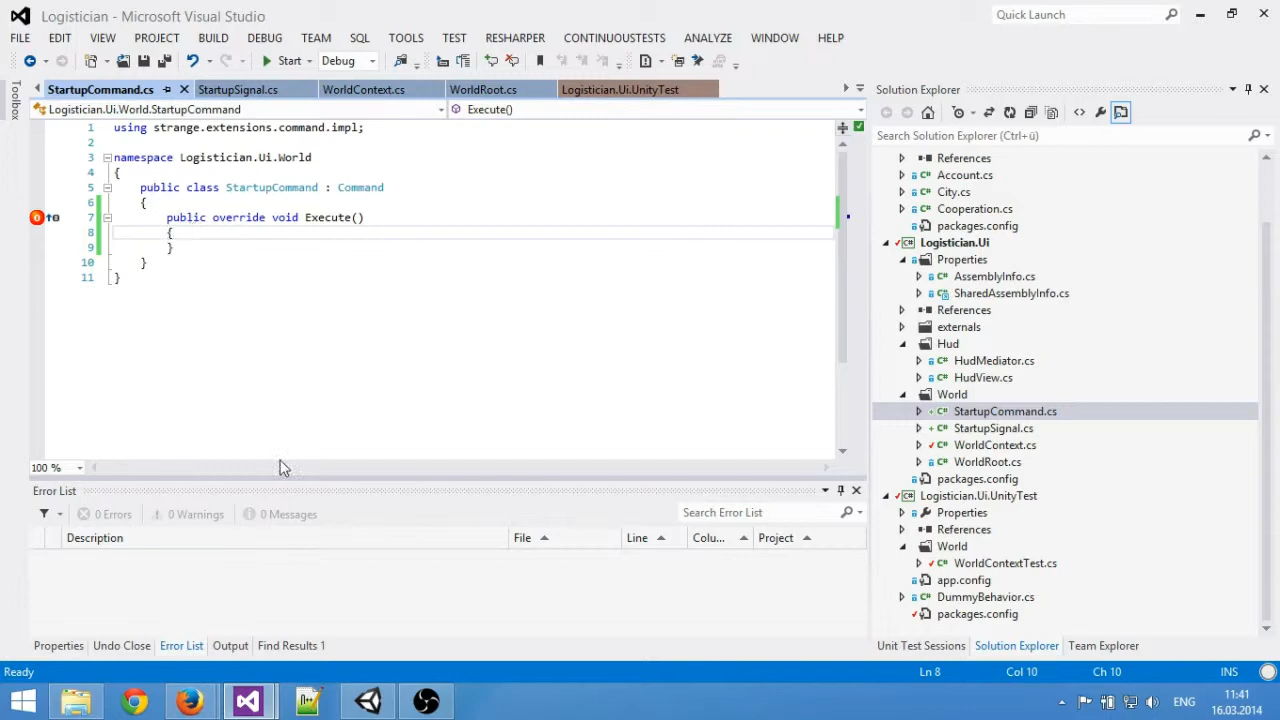 Logistician - Microsoft Visual Studio
Quick Launch
FILE EDIT VIEW PROJECT BUILD DEBUG TEAM SQL TOOLS TEST RESHARPER CONTINUOUSTESTS ANALYZE WINDOW HELP
Start Debug
Toolbox
StartupCommand.cs StartupSignal.cs WorldContext.cs WorldRoot.cs Logistician.Ui.UnityTest
Logistician.Ui.World.StartupCommand Execute()
1 using strange.extensions.command.impl;
2
3 namespace Logistician.Ui.World
4 {
5 public class StartupCommand : Command
6 {
7 public override void Execute()
8 {
9 }
10 }
11 }
100 %
Error List
0 Errors 0 Warnings 0 Messages Search Error List
Description File Line Colu... Project
Properties Undo Close Error List Output Find Results 1
Solution Explorer
Search Solution Explorer (Ctrl+ü)
References
Account.cs
City.cs
Cooperation.cs
packages.config
Logistician.Ui
Properties
AssemblyInfo.cs
SharedAssemblyInfo.cs
References
externals
Hud
HudMediator.cs
HudView.cs
World
StartupCommand.cs
StartupSignal.cs
WorldContext.cs
WorldRoot.cs
packages.config
Logistician.Ui.UnityTest
Properties
References
World
WorldContextTest.cs
app.config
DummyBehavior.cs
packages.config
Unit Test Sessions Solution Explorer Team Explorer
Ready Ln 8 Col 10 Ch 10 INS
ENG 11:41
16.03.2014